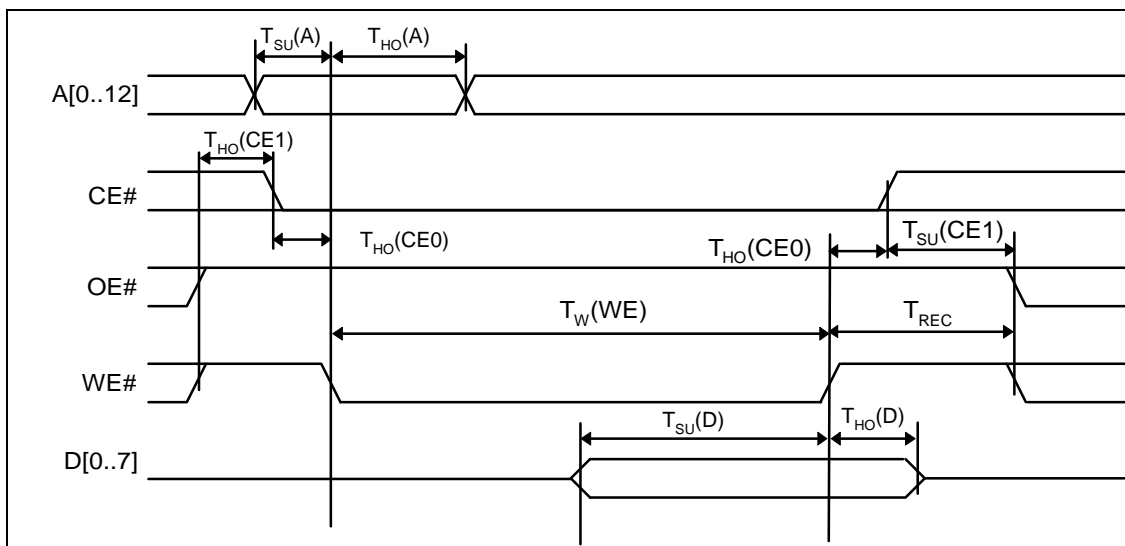 T_SU(A) T_HO(A)
A[0..12]
T_HO(CE1)
CE#
T_HO(CE0) T_HO(CE0) T_SU(CE1)
OE#
T_W(WE) T_REC
WE#
T_SU(D) T_HO(D)
D[0..7]